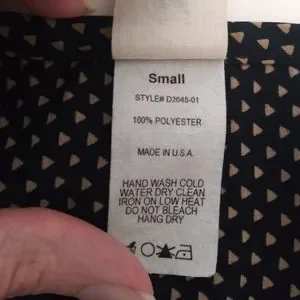 Small
STYLE# D2045-01
100% POLYESTER
MADE IN U.S.A.
HAND WASH COLD
WATER DRY CLEAN
IRON ON LOW HEAT
DO NOT BLEACH
HANG DRY